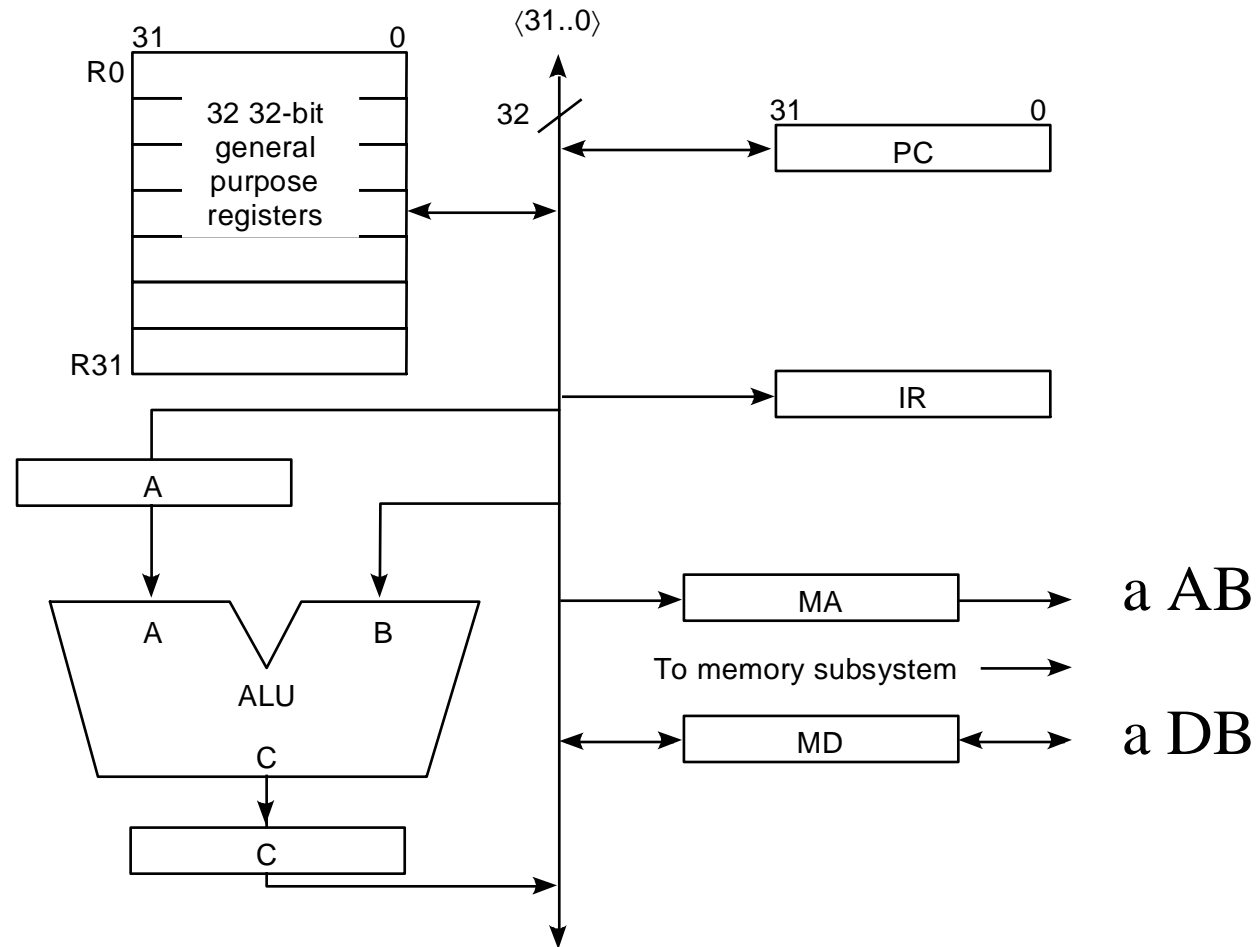 ⟨31..0⟩
31 0
R0
32 32-bit
general
purpose
registers
R31
32
31 0
PC
IR
A
A B
ALU
C
C
MA
a AB
To memory subsystem
MD
a DB